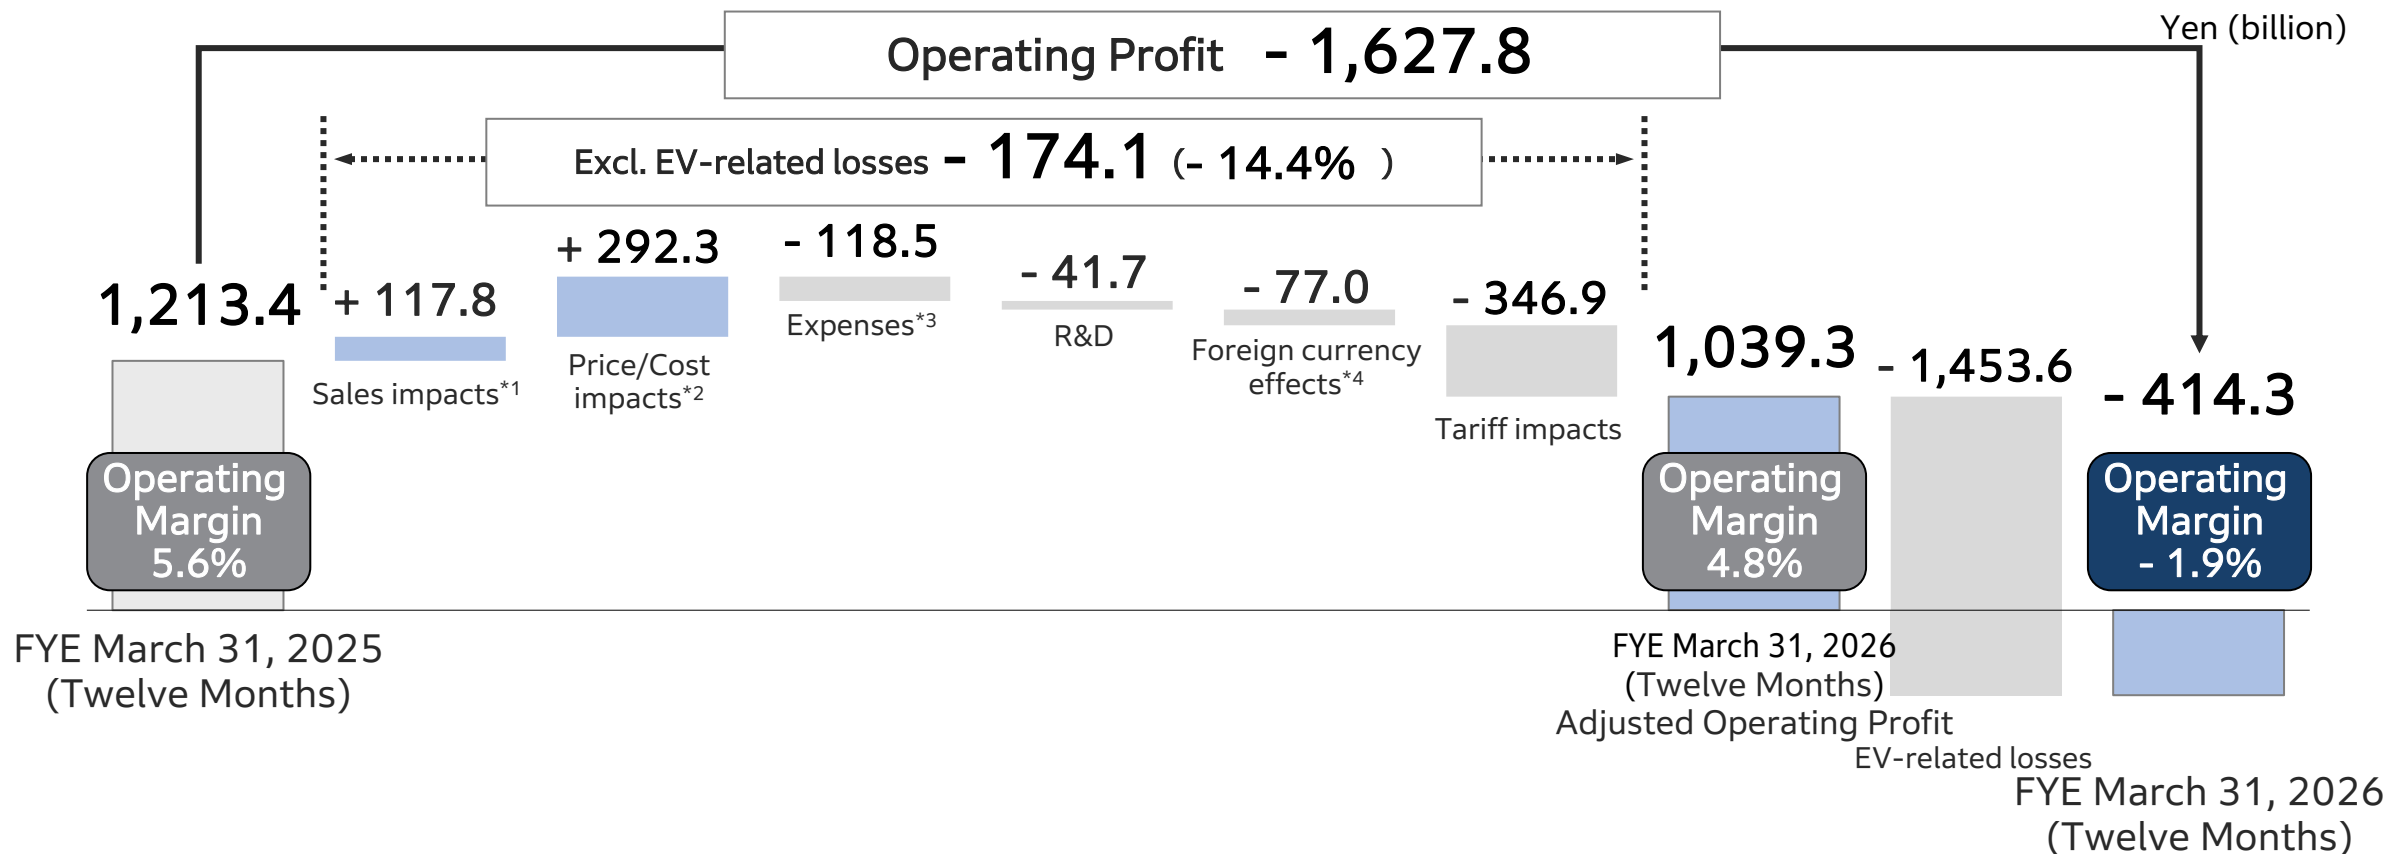 Yen (billion)
Operating Profit - 1,627.8
Excl. EV-related losses - 174.1 (- 14.4% )
1,213.4
+ 117.8
Sales impacts*1
+ 292.3
Price/Cost
impacts*2
- 118.5
Expenses*3
- 41.7
R&D
- 77.0
Foreign currency
effects*4
- 346.9
Tariff impacts
1,039.3
- 1,453.6
- 414.3
Operating
Margin
5.6%
Operating
Margin
4.8%
Operating
Margin
- 1.9%
FYE March 31, 2025
(Twelve Months)
FYE March 31, 2026
(Twelve Months)
Adjusted Operating Profit
EV-related losses
FYE March 31, 2026
(Twelve Months)